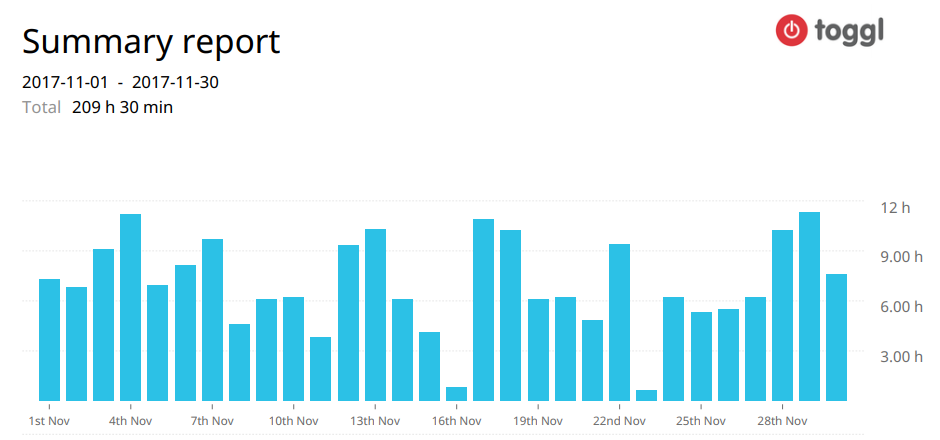 Summary report
toggl
2017-11-01 - 2017-11-30
Total 209 h 30 min
12 h
9.00 h
6.00 h
3.00 h
1st Nov 4th Nov 7th Nov 10th Nov 13th Nov 16th Nov 19th Nov 22nd Nov 25th Nov 28th Nov